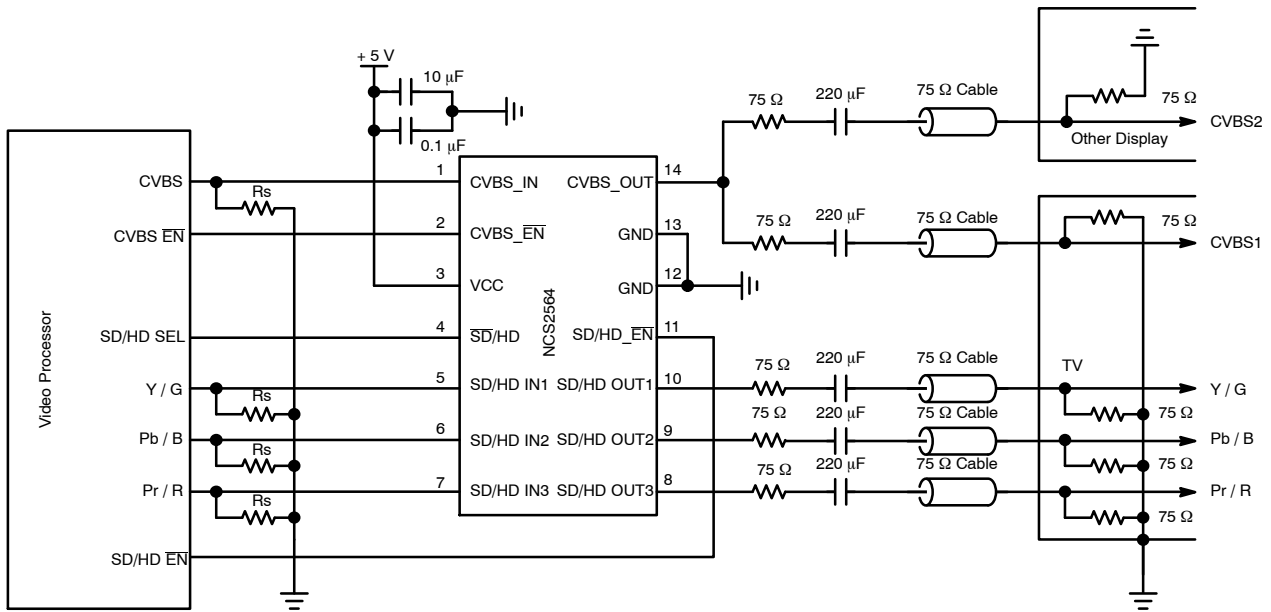 + 5 V
10 μF
0.1 μF
75 Ω
220 μF
75 Ω Cable
75 Ω
CVBS2
Other Display
Video Processor
CVBS
Rs
CVBS EN
SD/HD SEL
Y / G
Rs
Pb / B
Rs
Pr / R
Rs
SD/HD EN
NCS2564
1
CVBS_IN
2
CVBS_EN
3
VCC
4
SD/HD
5
SD/HD IN1
6
SD/HD IN2
7
SD/HD IN3
CVBS_OUT
14
GND
13
GND
12
SD/HD_EN
11
SD/HD OUT1
10
SD/HD OUT2
9
SD/HD OUT3
8
75 Ω
220 μF
75 Ω Cable
75 Ω
CVBS1
75 Ω
220 μF
75 Ω Cable
TV
Y / G
75 Ω
75 Ω
220 μF
75 Ω Cable
Pb / B
75 Ω
75 Ω
220 μF
75 Ω Cable
Pr / R
75 Ω